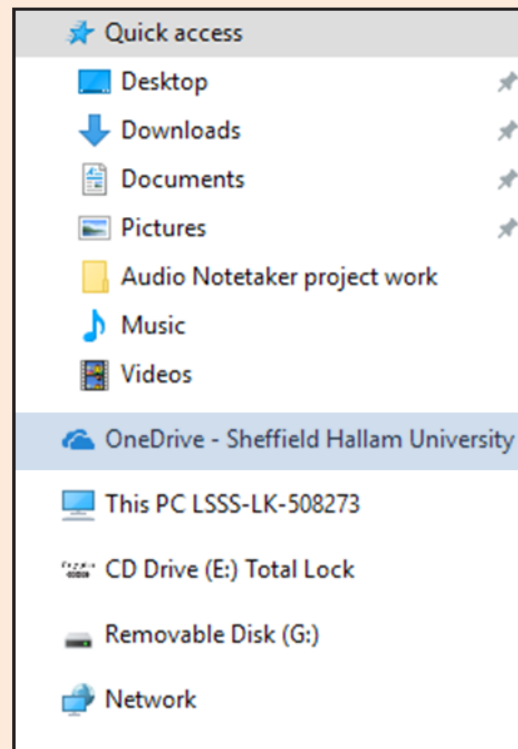 Quick access
Desktop
Downloads
Documents
Pictures
Audio Notetaker project work
Music
Videos
OneDrive - Sheffield Hallam University
This PC LSSS-LK-508273
CD Drive (E:) Total Lock
Removable Disk (G:)
Network